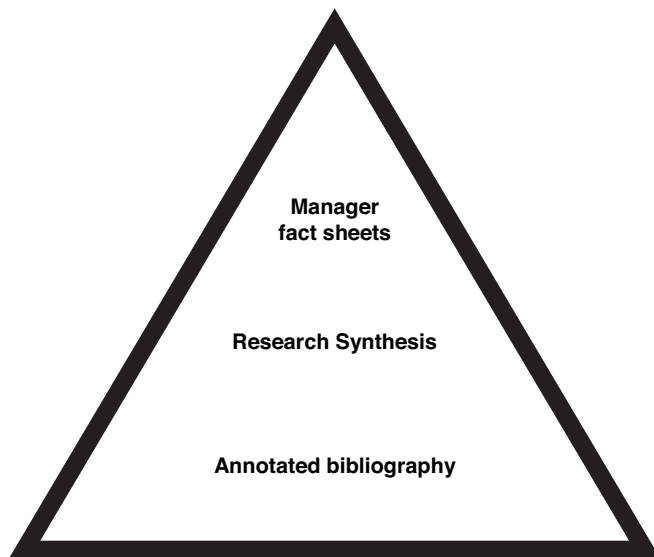 Manager
fact sheets
Research Synthesis
Annotated bibliography